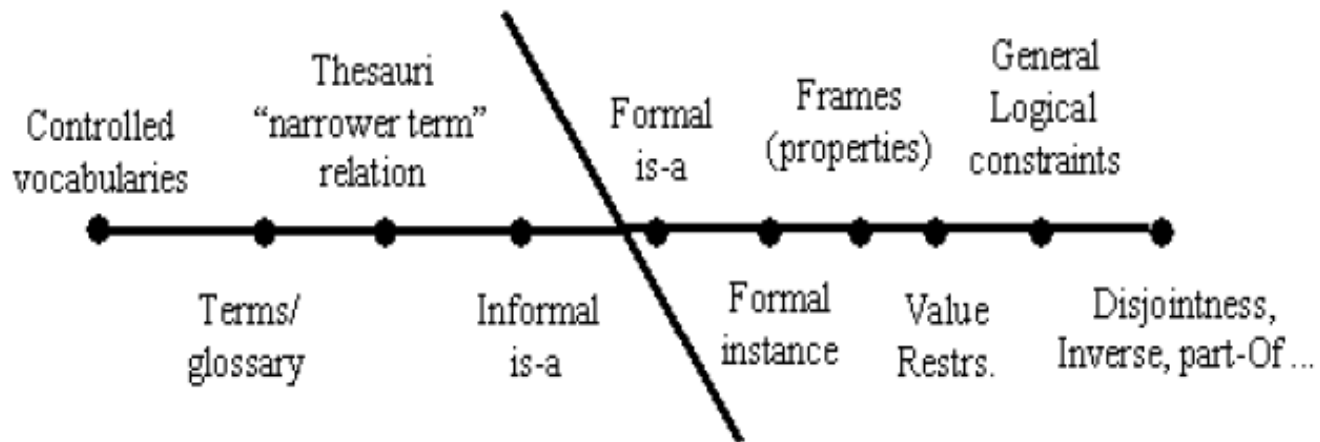 Controlled
vocabularies
Terms/
glossary
Thesauri
“narrower term”
relation
Informal
is-a
Formal
is-a
Formal
instance
Frames
(properties)
Value
Restrs.
General
Logical
constraints
Disjointness,
Inverse, part-Of ...